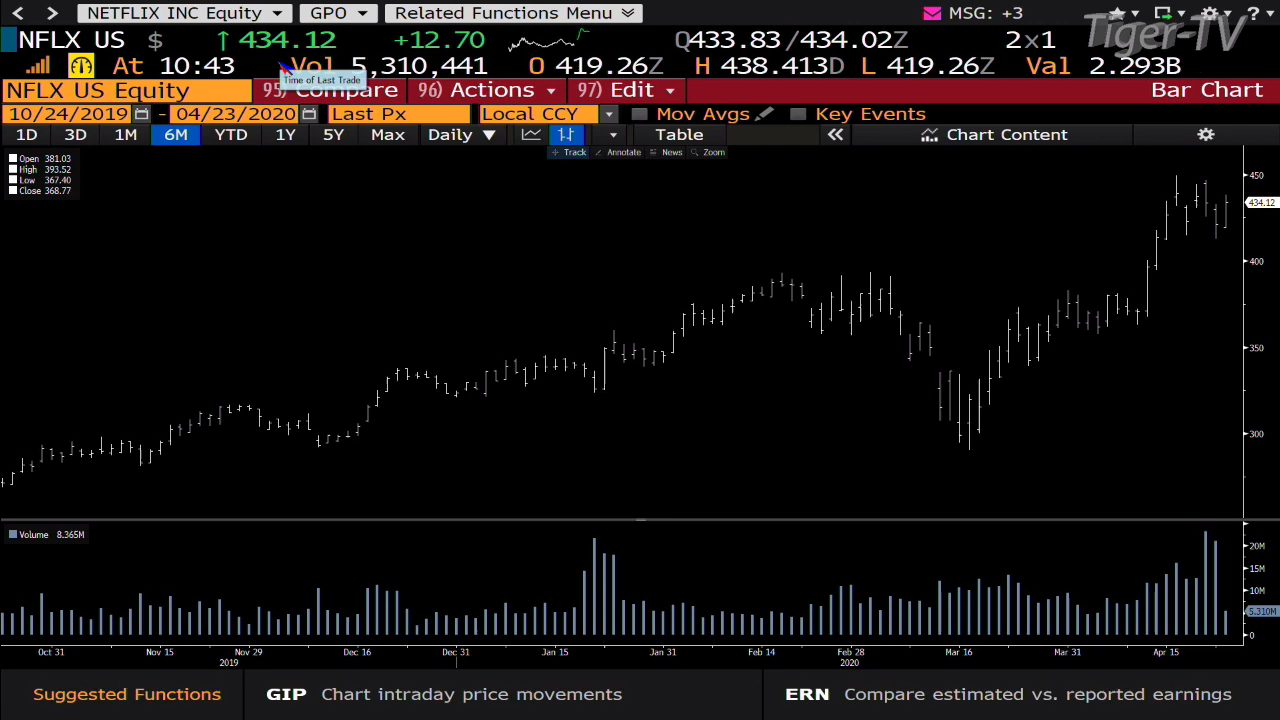 NETFLIX INC Equity GPO Related Functions Menu MSG: +3 ?
Tiger-TV
NFLX US $ ↑ 434.12 +12.70 Q433.83/434.02Z 2×1
At 10:43 Vol 5,310,441 O 419.26Z H 438.413D L 419.26Z Val 2.293B
Time of Last Trade
NFLX US Equity 95) Compare 96) Actions 97) Edit Bar Chart
10/24/2019 - 04/23/2020 Last Px Local CCY Mov Avgs Key Events
1D 3D 1M 6M YTD 1Y 5Y Max Daily ▼ Table « Chart Content
Track Annotate News Zoom
Open 381.03
High 393.52
Low 367.40
Close 368.77
450
434.12
400
350
300
Volume 8.365M
20M
15M
10M
5.310M
0
Oct 31 Nov 15 Nov 29 Dec 16 Dec 31 Jan 15 Jan 31 Feb 14 Feb 28 Mar 16 Mar 31 Apr 15
2019 2020
Suggested Functions GIP Chart intraday price movements ERN Compare estimated vs. reported earnings